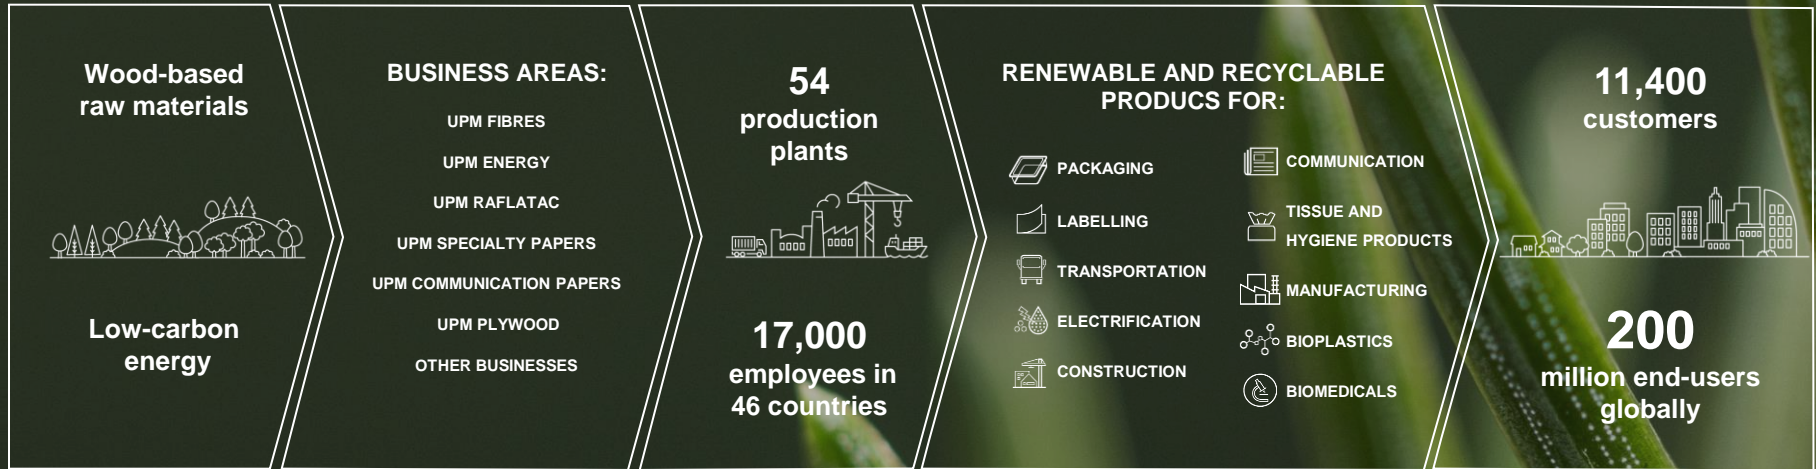 Wood-based
raw materials
Low-carbon
energy
BUSINESS AREAS:
UPM FIBRES
UPM ENERGY
UPM RAFLATAC
UPM SPECIALTY PAPERS
UPM COMMUNICATION PAPERS
UPM PLYWOOD
OTHER BUSINESSES
54
production
plants
17,000
employees in
46 countries
RENEWABLE AND RECYCLABLE
PRODUCS FOR:
PACKAGING
LABELLING
TRANSPORTATION
ELECTRIFICATION
CONSTRUCTION
COMMUNICATION
TISSUE AND
HYGIENE PRODUCTS
MANUFACTURING
BIOPLASTICS
BIOMEDICALS
11,400
customers
200
million end-users
globally